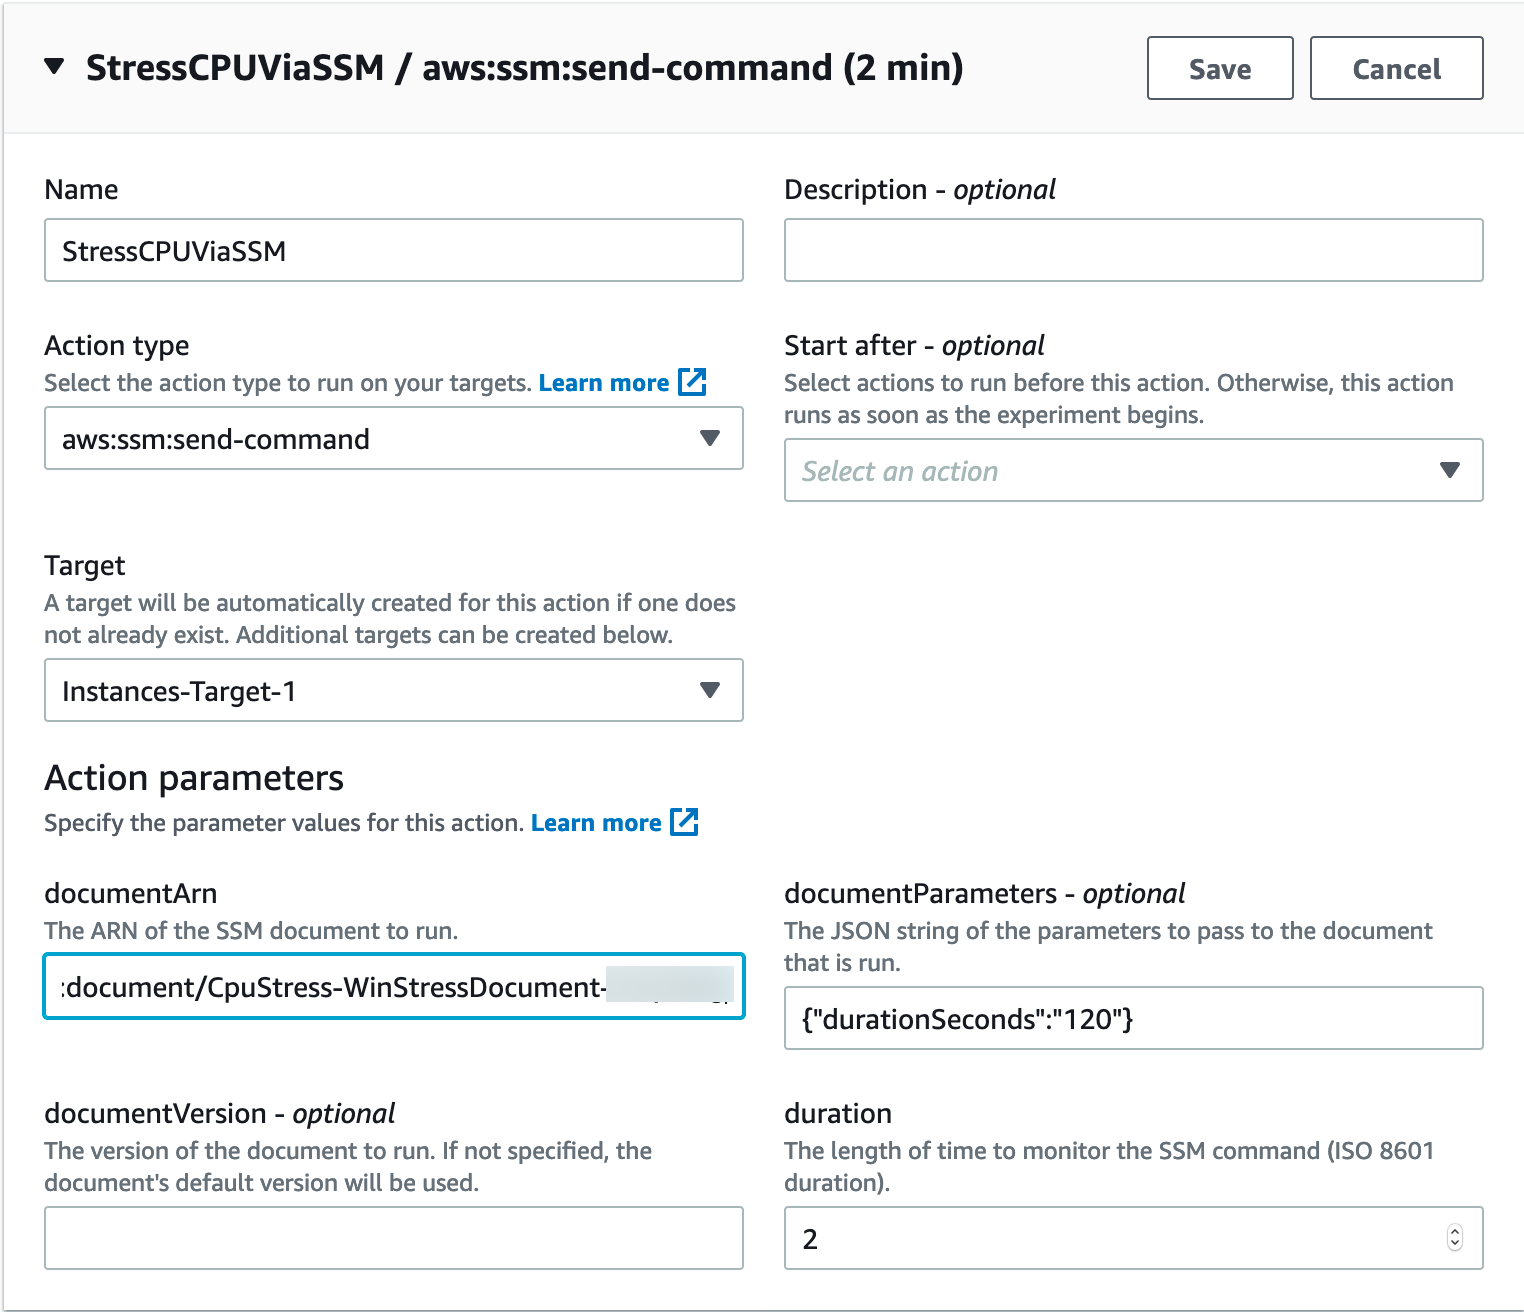 StressCPUViaSSM / aws:ssm:send-command (2 min)
Save
Cancel
Name
StressCPUViaSSM
Description - optional
Action type
Select the action type to run on your targets. Learn more
aws:ssm:send-command
Start after - optional
Select actions to run before this action. Otherwise, this action
runs as soon as the experiment begins.
Select an action
Target
A target will be automatically created for this action if one does
not already exist. Additional targets can be created below.
Instances-Target-1
Action parameters
Specify the parameter values for this action. Learn more
documentArn
The ARN of the SSM document to run.
:document/CpuStress-WinStressDocument-
documentParameters - optional
The JSON string of the parameters to pass to the document
that is run.
{"durationSeconds":"120"}
documentVersion - optional
The version of the document to run. If not specified, the
document's default version will be used.
duration
The length of time to monitor the SSM command (ISO 8601
duration).
2